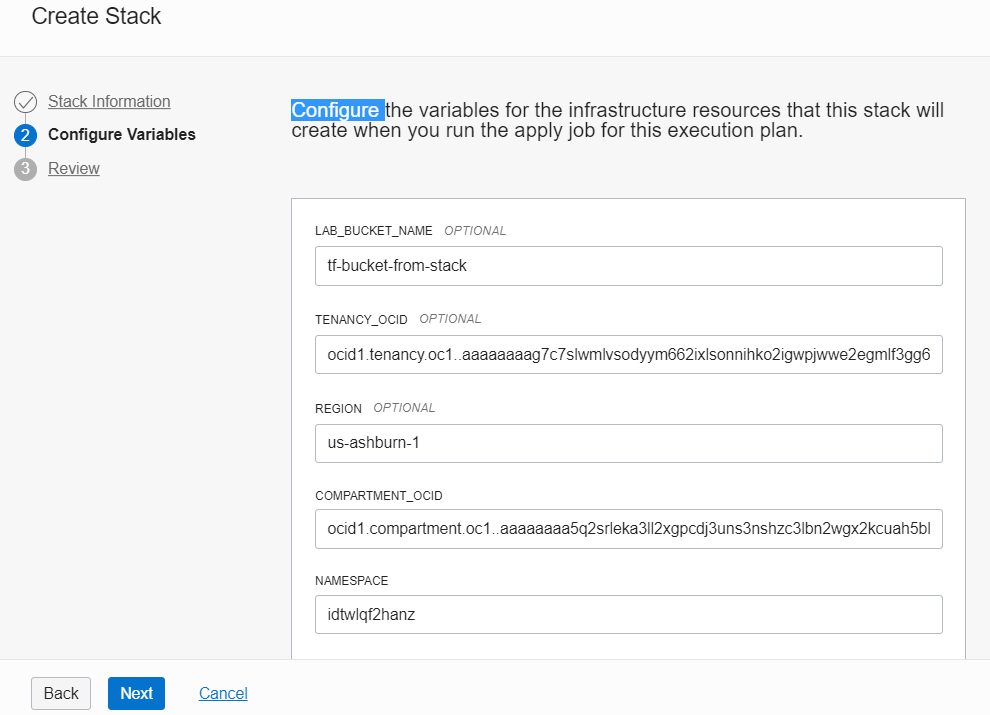 Create Stack
Stack Information
2 Configure Variables
3 Review
Configure the variables for the infrastructure resources that this stack will
create when you run the apply job for this execution plan.
LAB_BUCKET_NAME OPTIONAL
tf-bucket-from-stack
TENANCY_OCID OPTIONAL
ocid1.tenancy.oc1..aaaaaaaag7c7slwmlvsodyym662ixlsonnihko2igwpjwwe2egmlf3gg6
REGION OPTIONAL
us-ashburn-1
COMPARTMENT_OCID
ocid1.compartment.oc1..aaaaaaaa5q2srleka3ll2xgpcdj3uns3nshzc3lbn2wgx2kcuah5bl
NAMESPACE
idtwlqf2hanz
Back Next Cancel